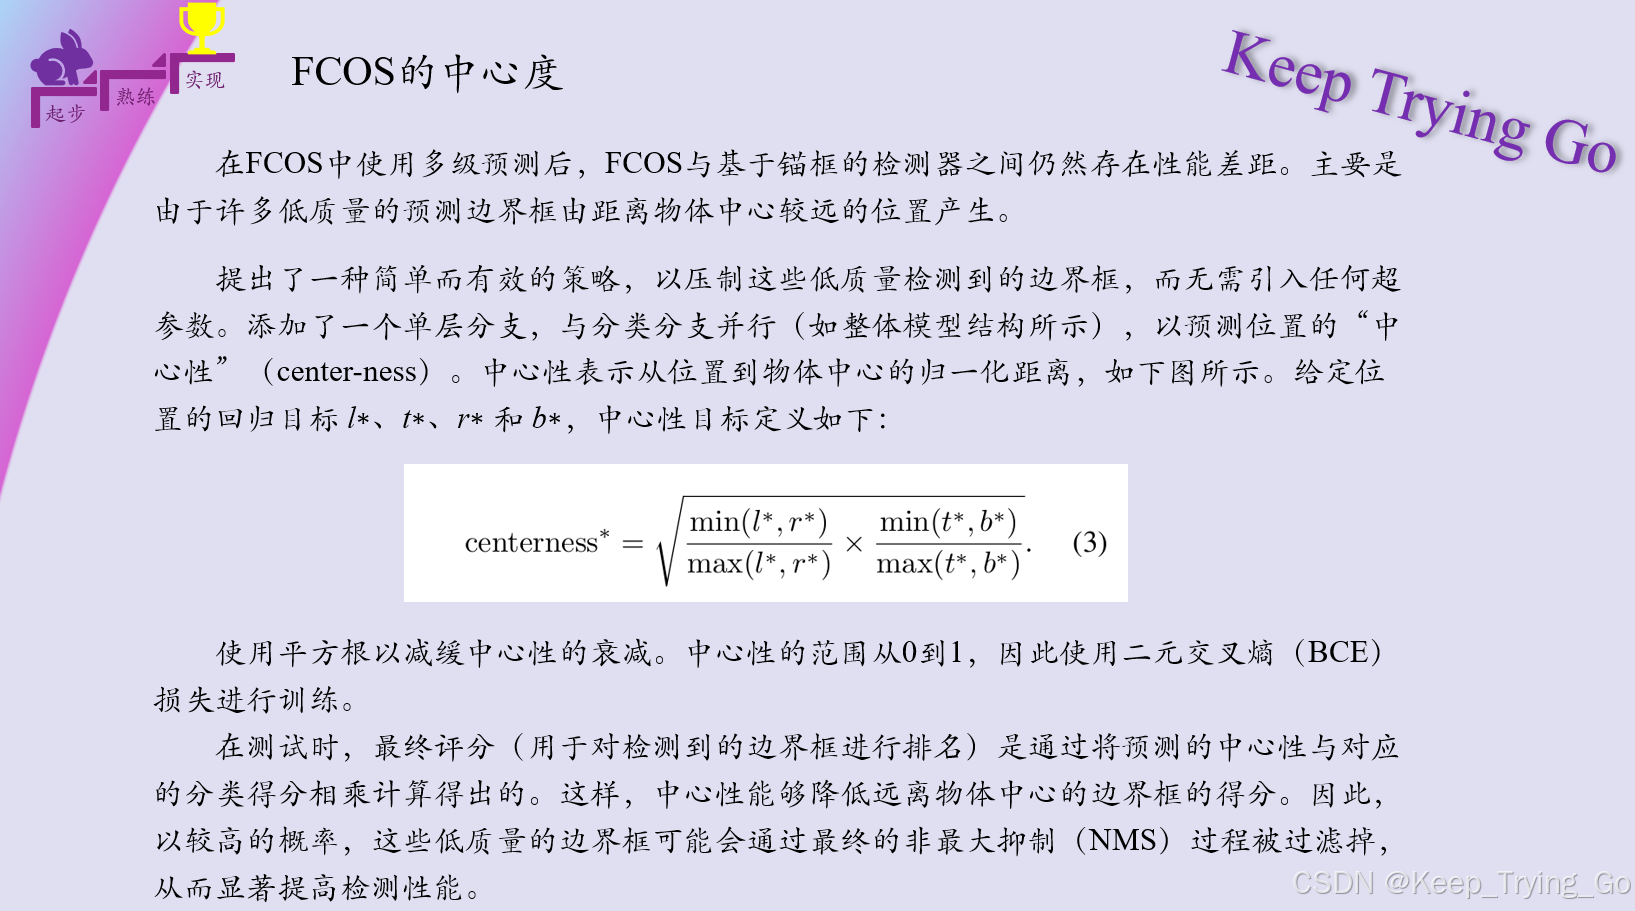 起步
熟练
实现
FCOS的中心度
Keep Trying Go
在FCOS中使用多级预测后，FCOS与基于锚框的检测器之间仍然存在性能差距。主要是
由于许多低质量的预测边界框由距离物体中心较远的位置产生。
提出了一种简单而有效的策略，以压制这些低质量检测到的边界框，而无需引入任何超
参数。添加了一个单层分支，与分类分支并行（如整体模型结构所示），以预测位置的“中
心性”（center-ness）。中心性表示从位置到物体中心的归一化距离，如下图所示。给定位
置的回归目标 l*、t*、r* 和 b*，中心性目标定义如下：
centerness* = √(min(l*, r*)/max(l*, r*) × min(t*, b*)/max(t*, b*)). (3)
使用平方根以减缓中心性的衰减。中心性的范围从0到1，因此使用二元交叉熵（BCE）
损失进行训练。
在测试时，最终评分（用于对检测到的边界框进行排名）是通过将预测的中心性与对应
的分类得分相乘计算得出的。这样，中心性能够降低远离物体中心的边界框的得分。因此，
以较高的概率，这些低质量的边界框可能会通过最终的非最大抑制（NMS）过程被过滤掉，
从而显著提高检测性能。
CSDN @Keep_Trying_Go